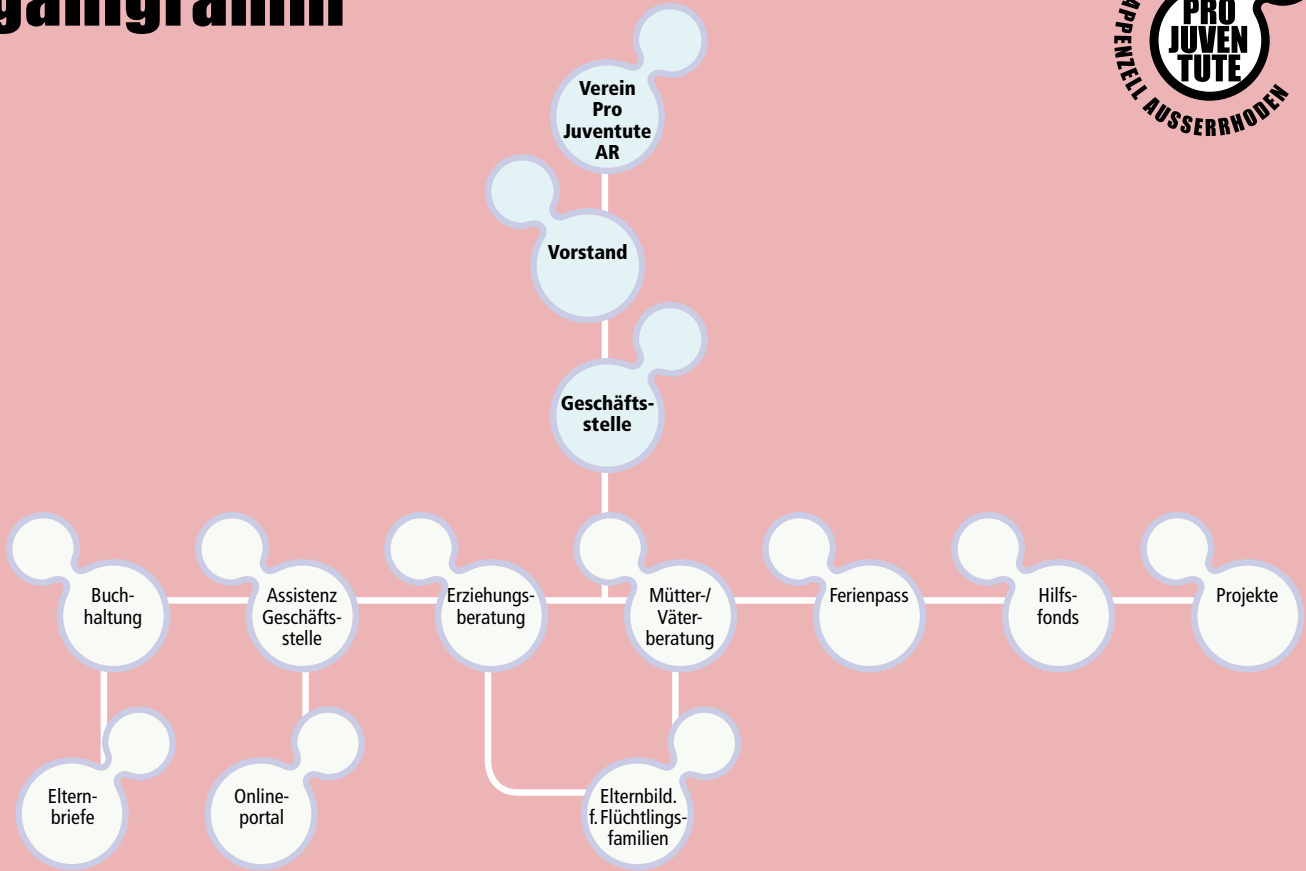 PRO
JUVEN
TUTE
APPENZELL AUSSERRHODEN
Verein
Pro
Juventute
AR
Vorstand
Geschäfts-
stelle
Buch-
haltung
Assistenz
Geschäfts-
stelle
Erziehungs-
beratung
Mütter-/
Väter-
beratung
Ferienpass
Hilfs-
fonds
Projekte
Eltern-
briefe
Online-
portal
Elternbild.
f. Flüchtlings-
familien